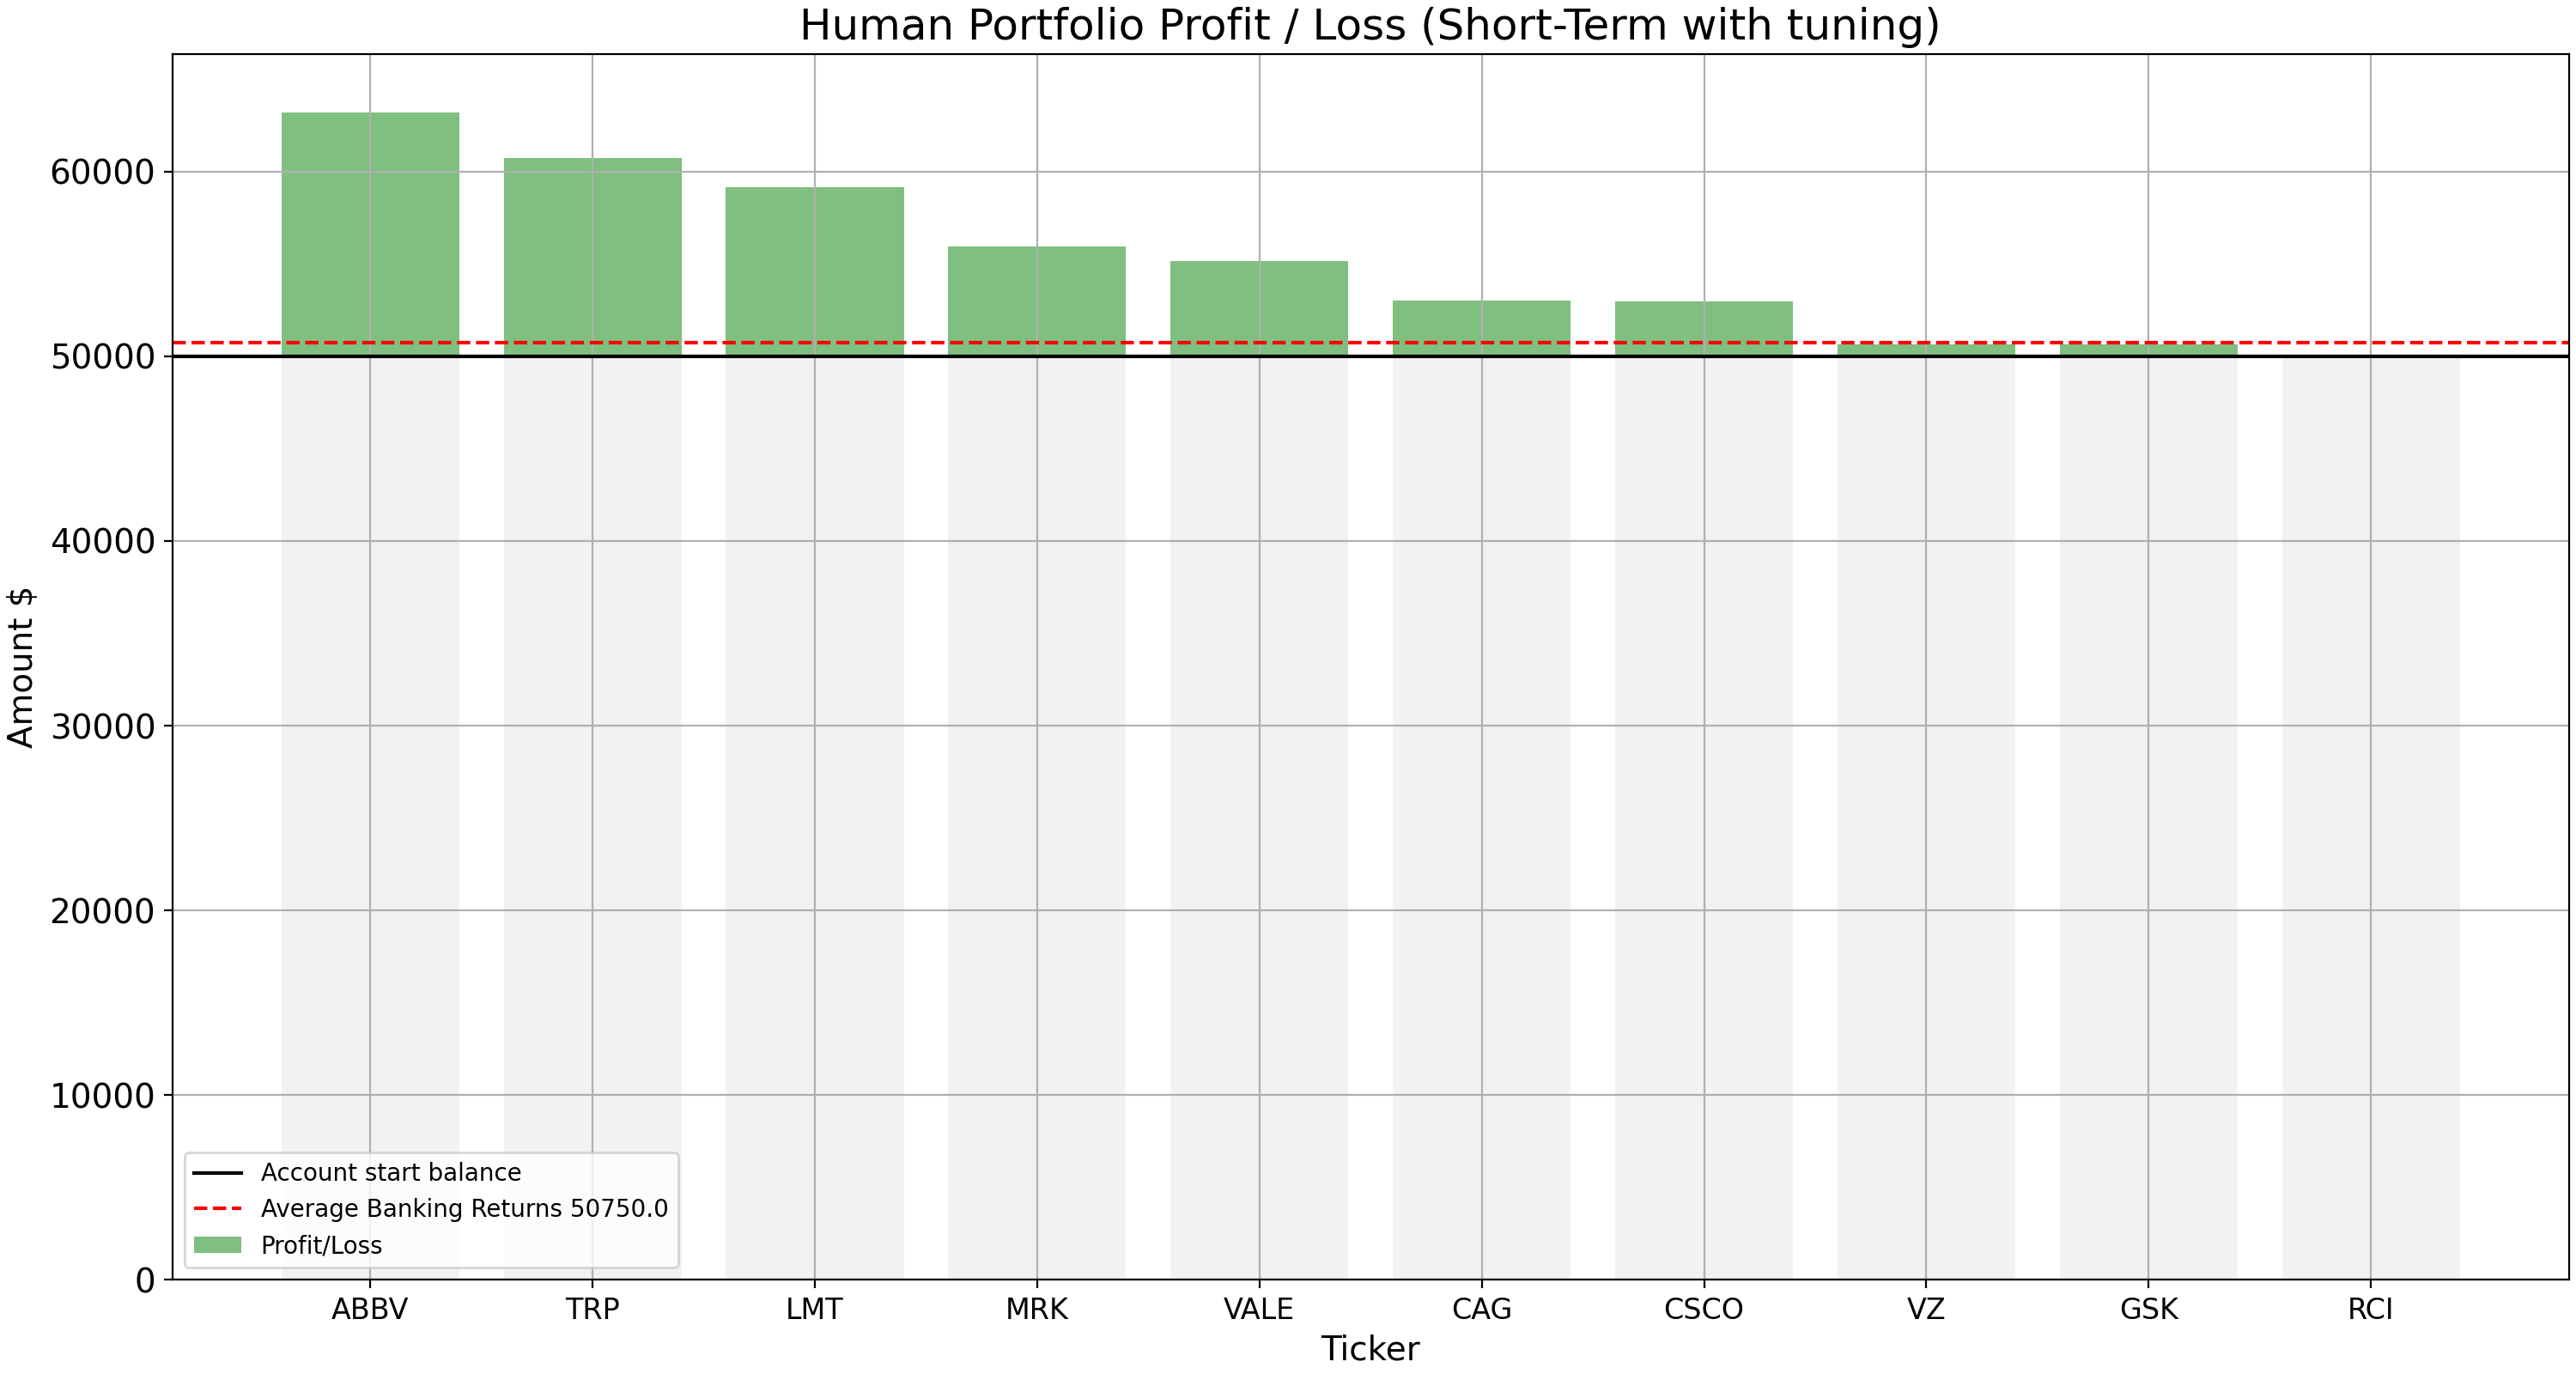 Human Portfolio Profit / Loss (Short-Term with tuning)
Amount $
60000
50000
40000
30000
20000
10000
0
Account start balance
Average Banking Returns 50750.0
Profit/Loss
ABBV TRP LMT MRK VALE CAG CSCO VZ GSK RCI
Ticker